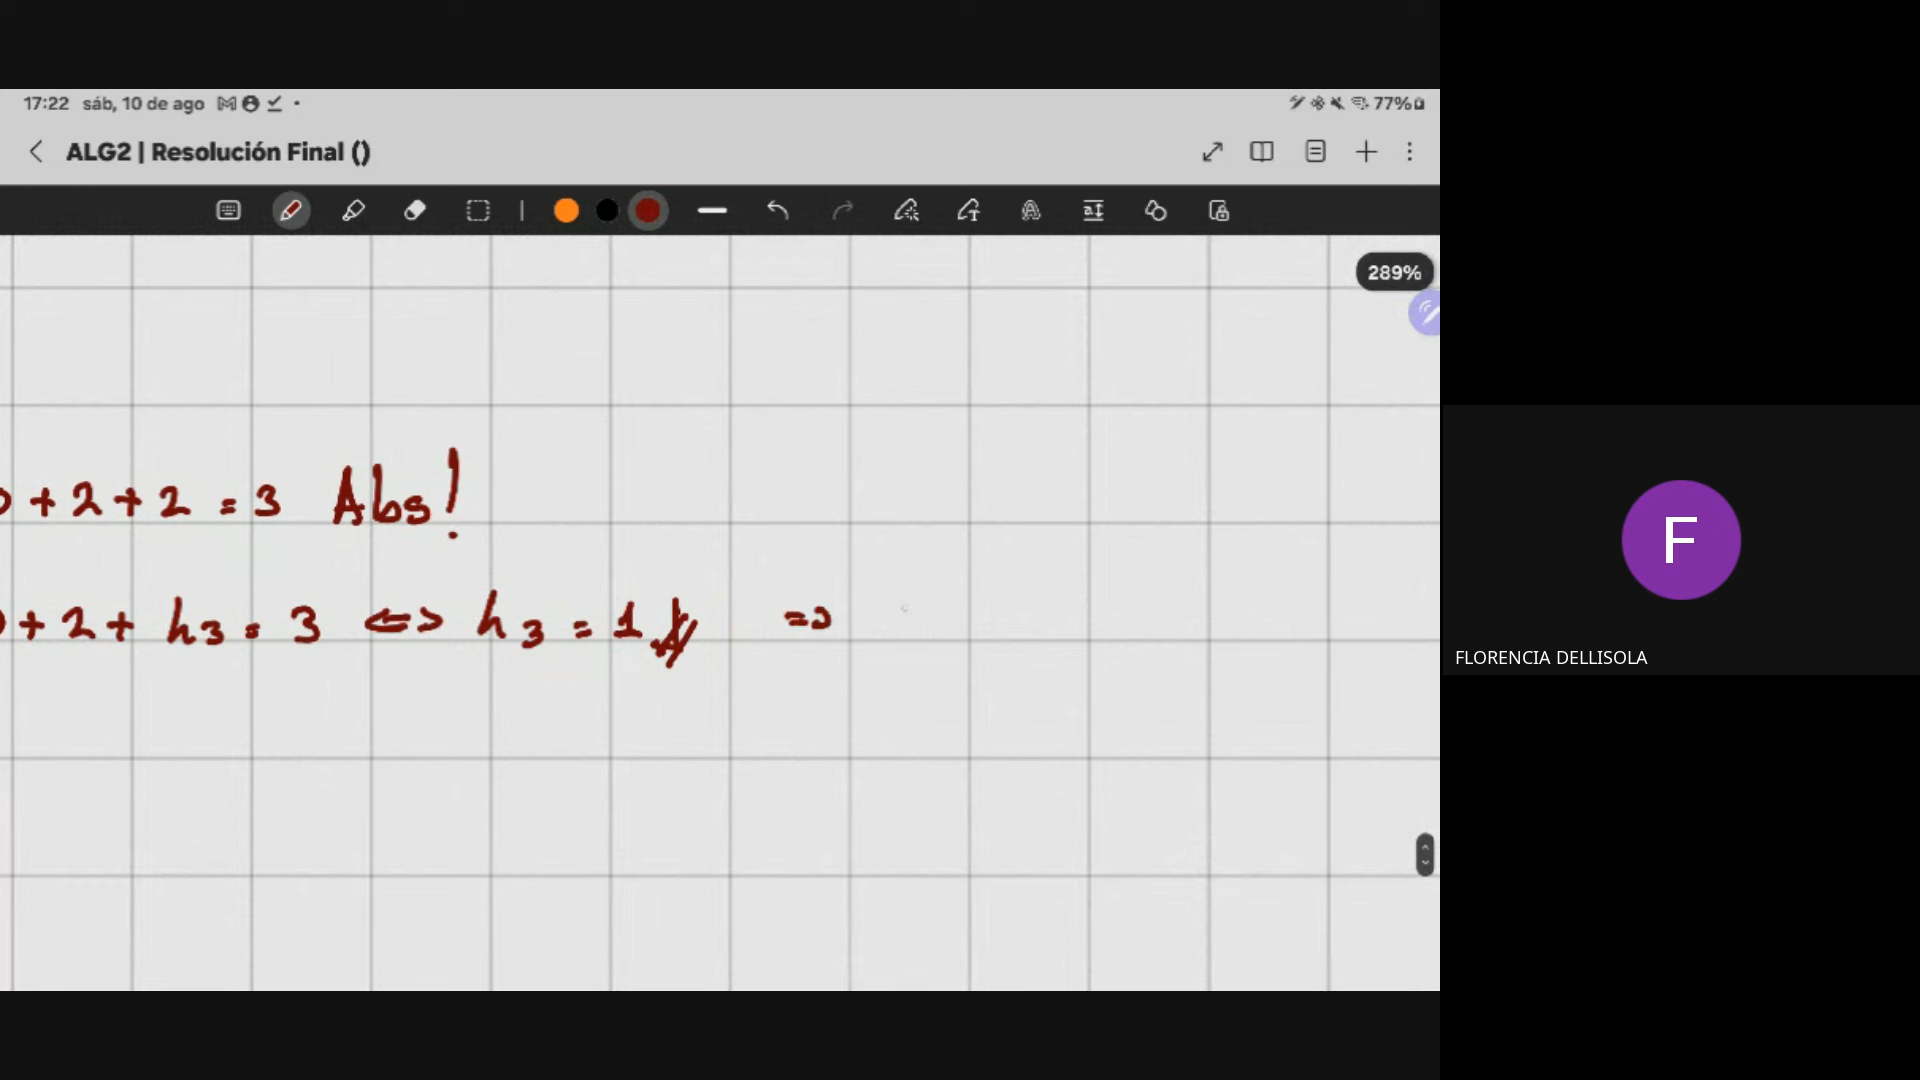 17:22 sáb, 10 de ago 77%
ALG2 | Resolución Final ()
289%
+ 2 + 2 = 3 Abs!
+ 2 + h3 = 3 <=> h3 = 1 =>
F
FLORENCIA DELLISOLA